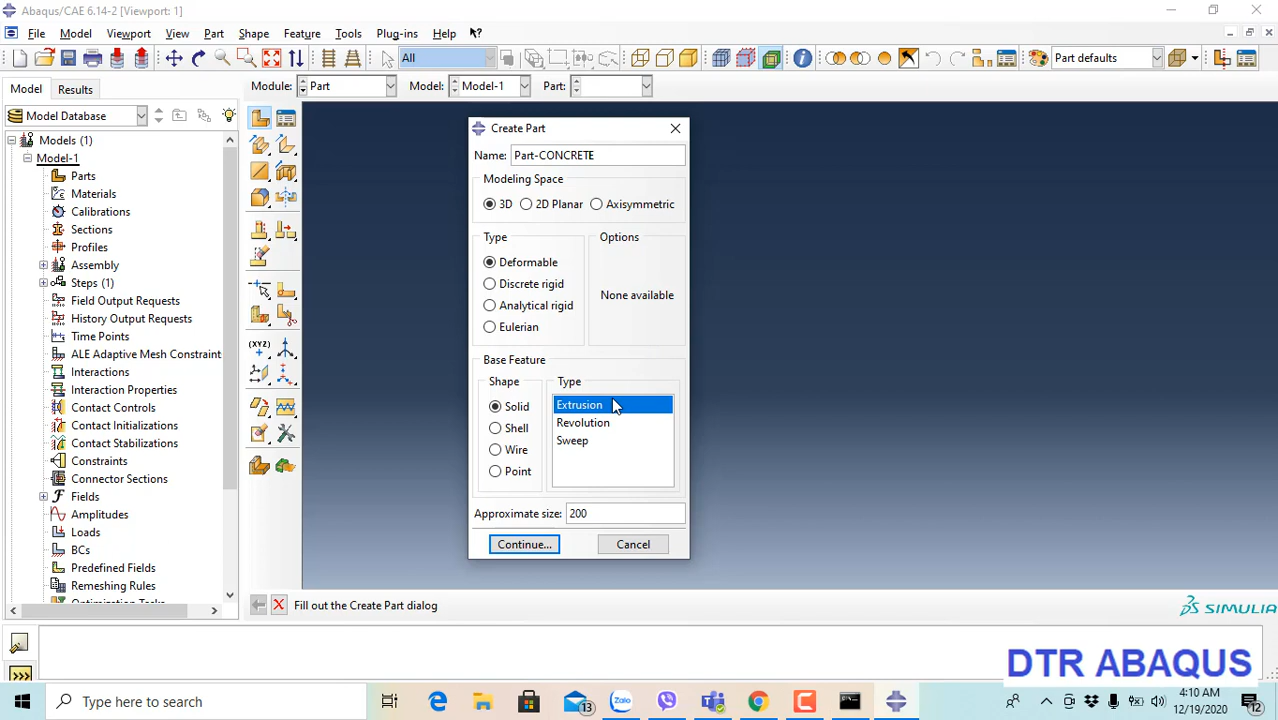 Abaqus/CAE 6.14-2 [Viewport: 1]
File Model Viewport View Part Shape Feature Tools Plug-ins Help
All
Part defaults
Model Results Module: Part Model: Model-1 Part:
Model Database
Models (1)
Model-1
Parts
Materials
Calibrations
Sections
Profiles
Assembly
Steps (1)
Field Output Requests
History Output Requests
Time Points
ALE Adaptive Mesh Constraint
Interactions
Interaction Properties
Contact Controls
Contact Initializations
Contact Stabilizations
Constraints
Connector Sections
Fields
Amplitudes
Loads
BCs
Predefined Fields
Remeshing Rules
Optimization Tasks
(XYZ)
Create Part
Name: Part-CONCRETE
Modeling Space
3D 2D Planar Axisymmetric
Type
Deformable
Discrete rigid
Analytical rigid
Eulerian
Options
None available
Base Feature
Shape
Solid
Shell
Wire
Point
Type
Extrusion
Revolution
Sweep
Approximate size: 200
Continue... Cancel
Fill out the Create Part dialog
SIMULIA
>>>
DTR ABAQUS
Type here to search
13
Zalo
4:10 AM
12/19/2020
12